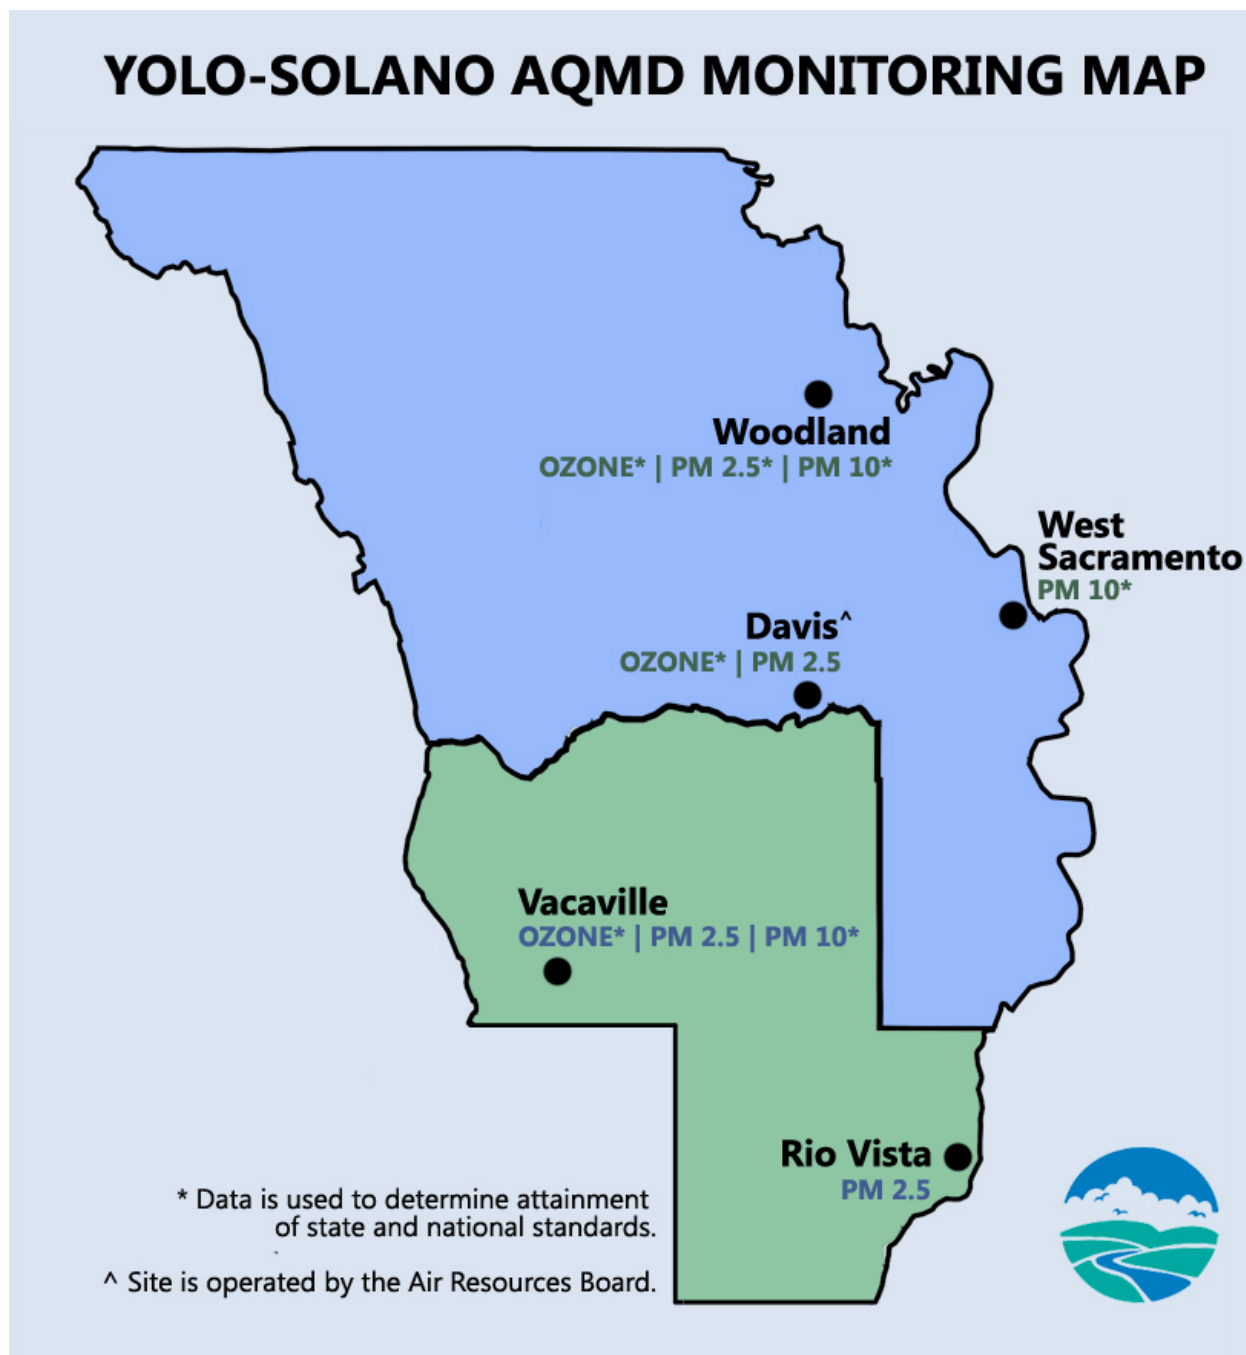 YOLO-SOLANO AQMD MONITORING MAP
Woodland
OZONE* | PM 2.5* | PM 10*
West
Sacramento
PM 10*
Davis^
OZONE* | PM 2.5
Vacaville
OZONE* | PM 2.5 | PM 10*
Rio Vista
PM 2.5
* Data is used to determine attainment
of state and national standards.
^ Site is operated by the Air Resources Board.